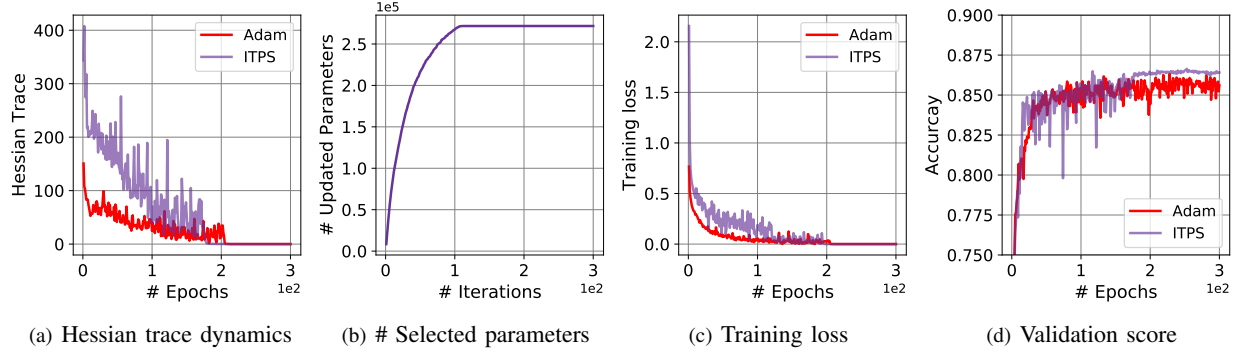 400
300
200
100
0
Hessian Trace
Adam
ITPS
0 1 2 3
1e2
# Epochs
(a) Hessian trace dynamics
1e5
2.5
2.0
1.5
1.0
0.5
0.0
# Updated Parameters
0 1 2 3
1e2
# Iterations
(b) # Selected parameters
2.0
1.5
1.0
0.5
0.0
Training loss
Adam
ITPS
0 1 2 3
1e2
# Epochs
(c) Training loss
0.900
0.875
0.850
0.825
0.800
0.775
0.750
Accurcay
Adam
ITPS
0 1 2 3
1e2
# Epochs
(d) Validation score